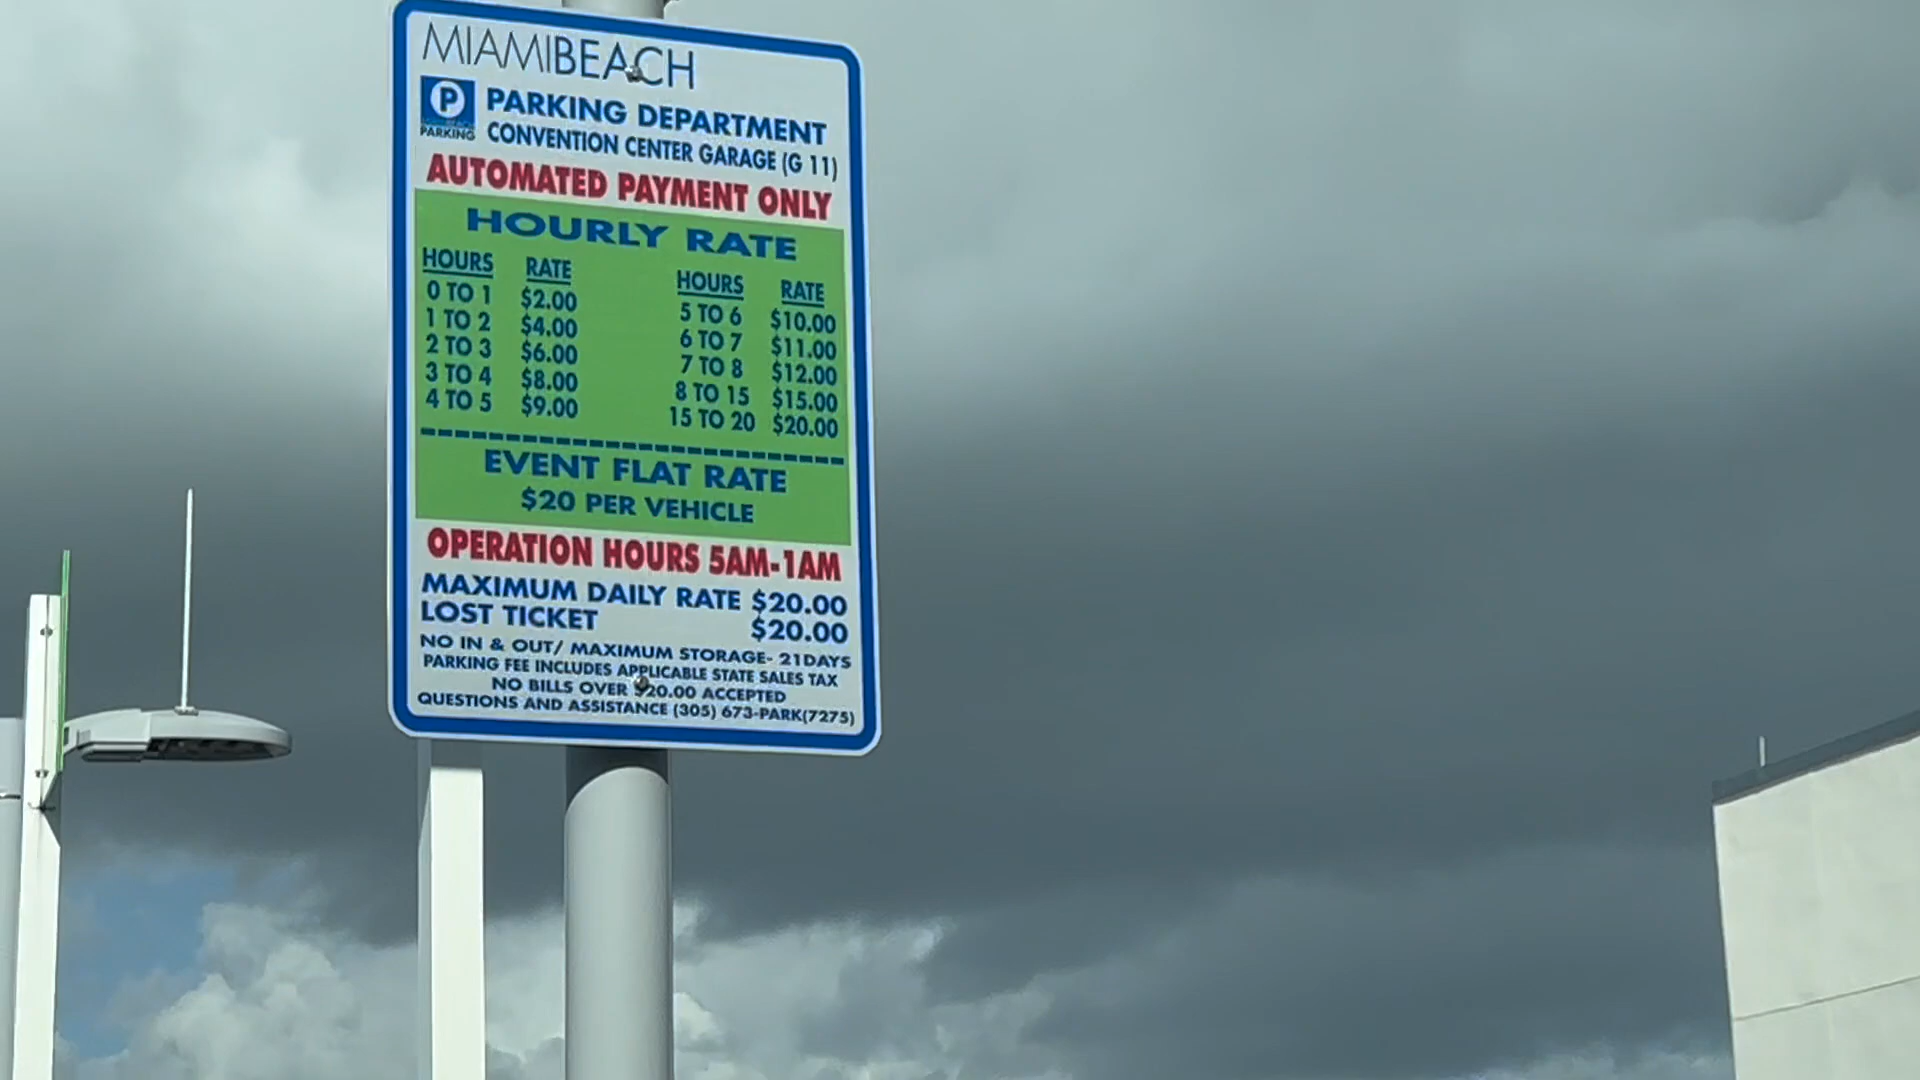 MIAMIBEACH
P
PARKING
PARKING DEPARTMENT
CONVENTION CENTER GARAGE (G 11)
AUTOMATED PAYMENT ONLY
HOURLY RATE
HOURS RATE HOURS RATE
0 TO 1 $2.00 5 TO 6 $10.00
1 TO 2 $4.00 6 TO 7 $11.00
2 TO 3 $6.00 7 TO 8 $12.00
3 TO 4 $8.00 8 TO 15 $15.00
4 TO 5 $9.00 15 TO 20 $20.00
EVENT FLAT RATE
$20 PER VEHICLE
OPERATION HOURS 5AM-1AM
MAXIMUM DAILY RATE $20.00
LOST TICKET $20.00
NO IN & OUT/ MAXIMUM STORAGE- 21DAYS
PARKING FEE INCLUDES APPLICABLE STATE SALES TAX
NO BILLS OVER $20.00 ACCEPTED
QUESTIONS AND ASSISTANCE (305) 673-PARK(7275)